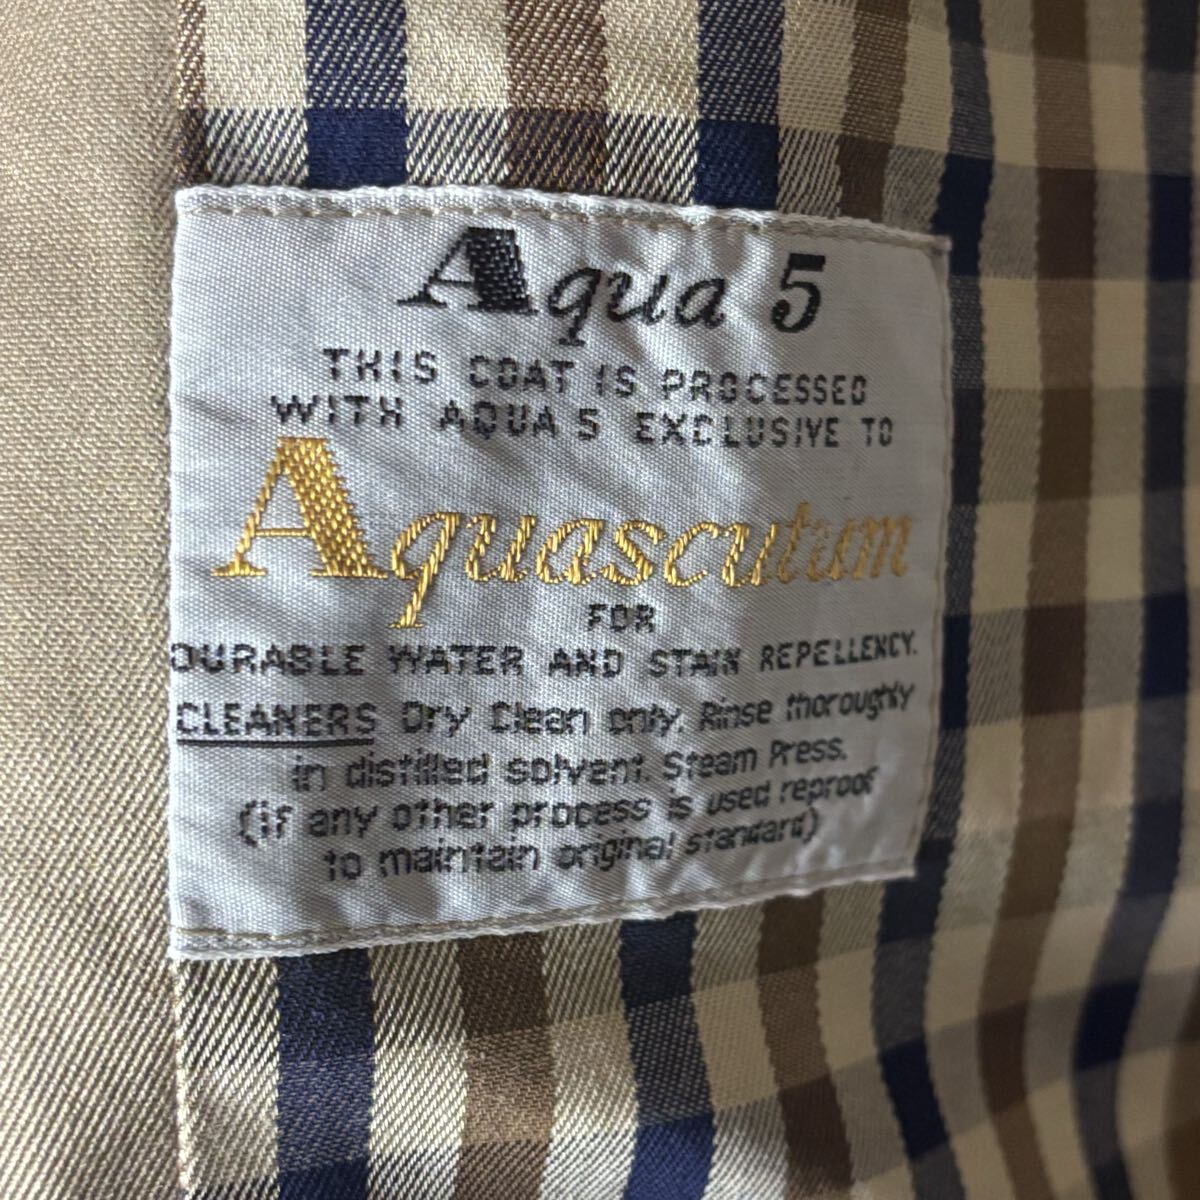 Aqua 5
THIS COAT IS PROCESSED
WITH AQUA 5 EXCLUSIVE TO
Aquascutum
FOR
DURABLE WATER AND STAIN REPELLENCY.
CLEANERS Dry Clean only. Rinse thoroughly
in distilled solvent. Steam Press.
(if any other process is used reproof
to maintain original standard)